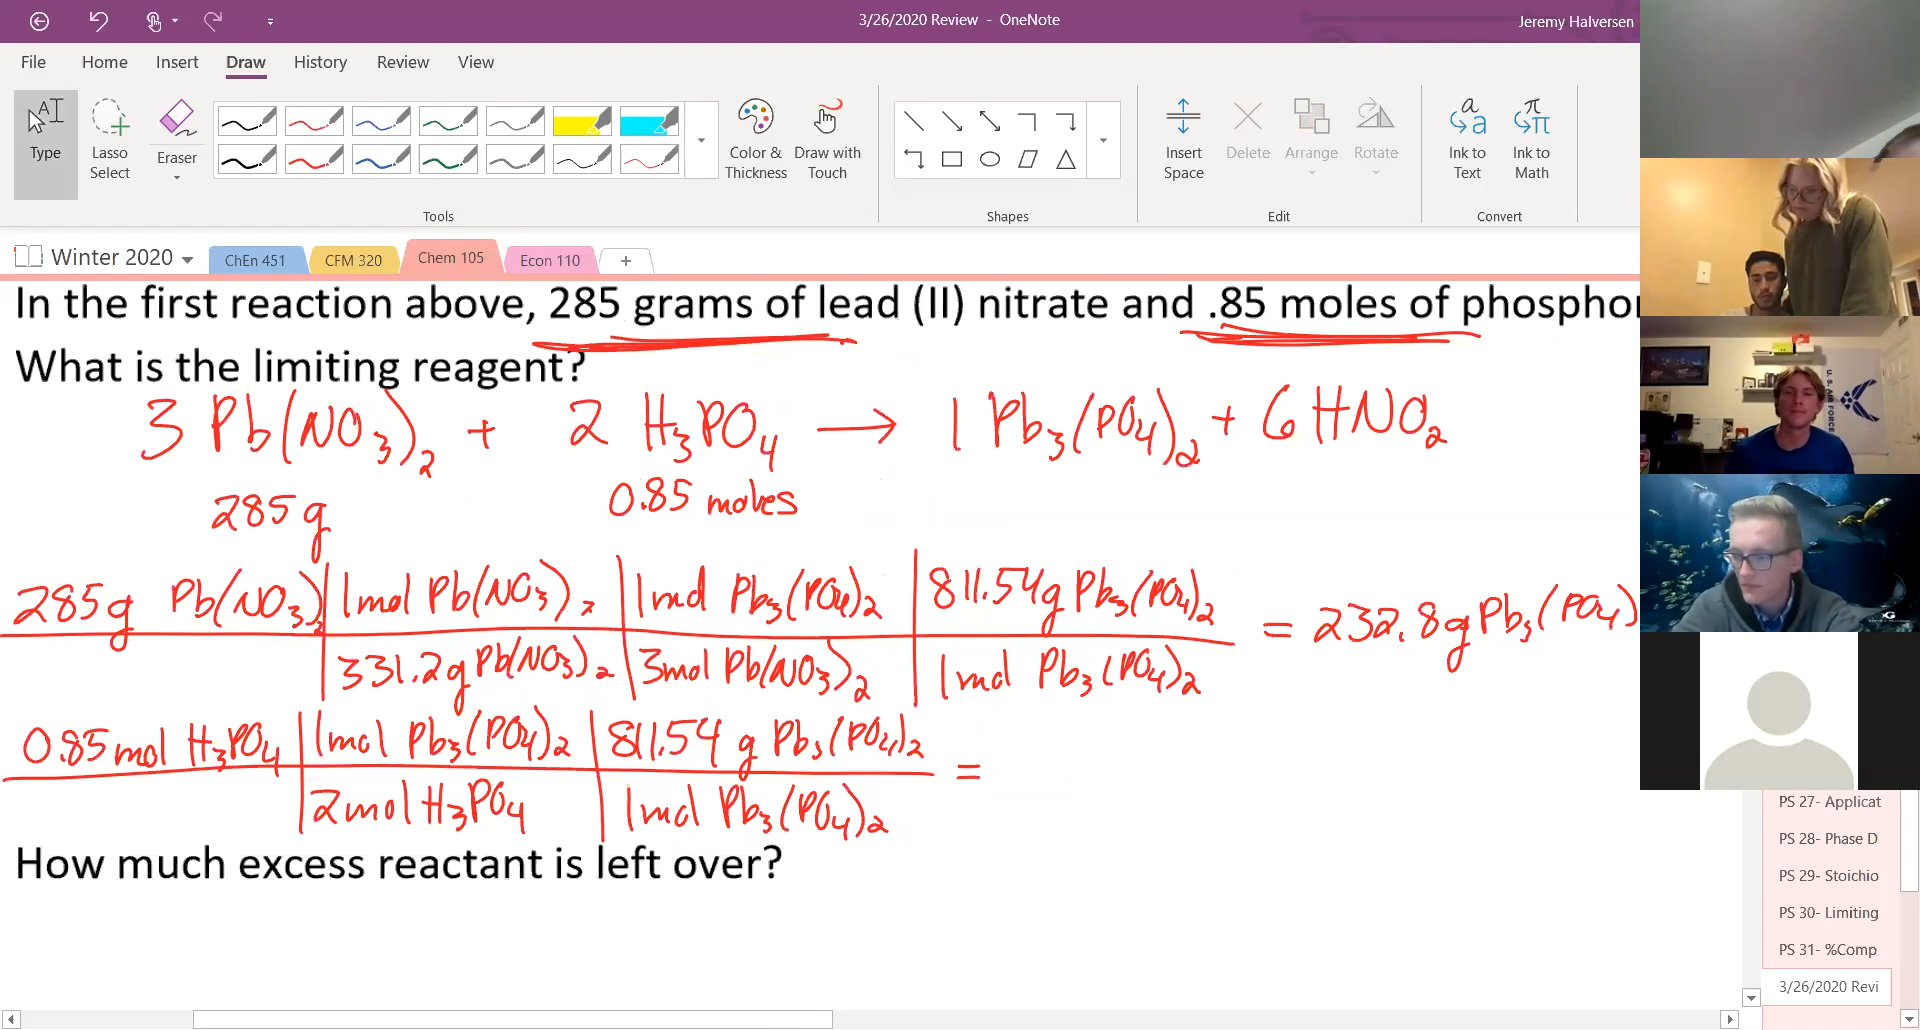 3/26/2020 Review - OneNote
Jeremy Halversen
File Home Insert Draw History Review View
Type
Lasso Select
Eraser
Color & Thickness
Draw with Touch
Insert Space
Delete
Arrange
Rotate
Ink to Text
Ink to Math
Tools
Shapes
Edit
Convert
Winter 2020
ChEn 451
CFM 320
Chem 105
Econ 110
In the first reaction above, 285 grams of lead (II) nitrate and .85 moles of phosphor
What is the limiting reagent?
3 Pb(NO₃)₂ + 2 H₃PO₄ → 1 Pb₃(PO₄)₂ + 6HNO₂
285g
0.85 moles
285g Pb(NO₃)₂ | 1mol Pb(NO₃)₂ | 1mol Pb₃(PO₄)₂ | 811.54g Pb₃(PO₄)₂ = 232.8g Pb₃(PO₄)
331.2g Pb(NO₃)₂ | 3mol Pb(NO₃)₂ | 1mol Pb₃(PO₄)₂
0.85mol H₃PO₄ | 1mol Pb₃(PO₄)₂ | 811.54 g Pb₃(PO₄)₂ =
2mol H₃PO₄ | 1mol Pb₃(PO₄)₂
How much excess reactant is left over?
U.S. AIR FORCE
PS 27- Applicat
PS 28- Phase D
PS 29- Stoichio
PS 30- Limiting
PS 31- %Comp
3/26/2020 Revi